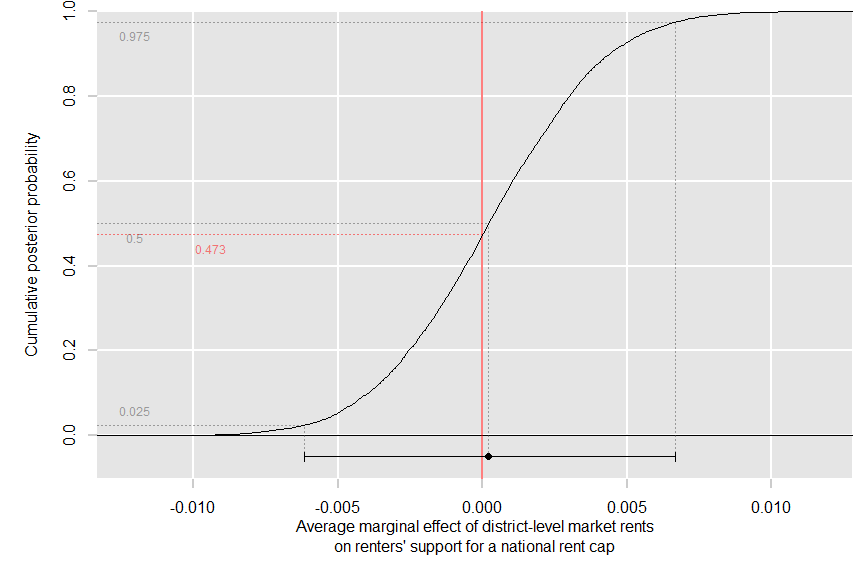 1.0
0.975
0.8
0.6
0.5
0.473
0.4
0.2
0.025
0.0
Cumulative posterior probability
-0.010 -0.005 0.000 0.005 0.010
Average marginal effect of district-level market rents
on renters' support for a national rent cap